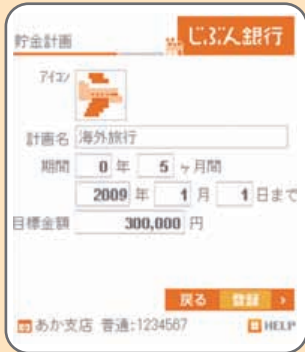 貯金計画
じぶん銀行
アイコン
計画名 海外旅行
期間 0 年 5 ヶ月間
2009 年 1 月 1 日まで
目標金額 300,000 円
戻る 登録 ›
あか支店 普通:1234567 HELP